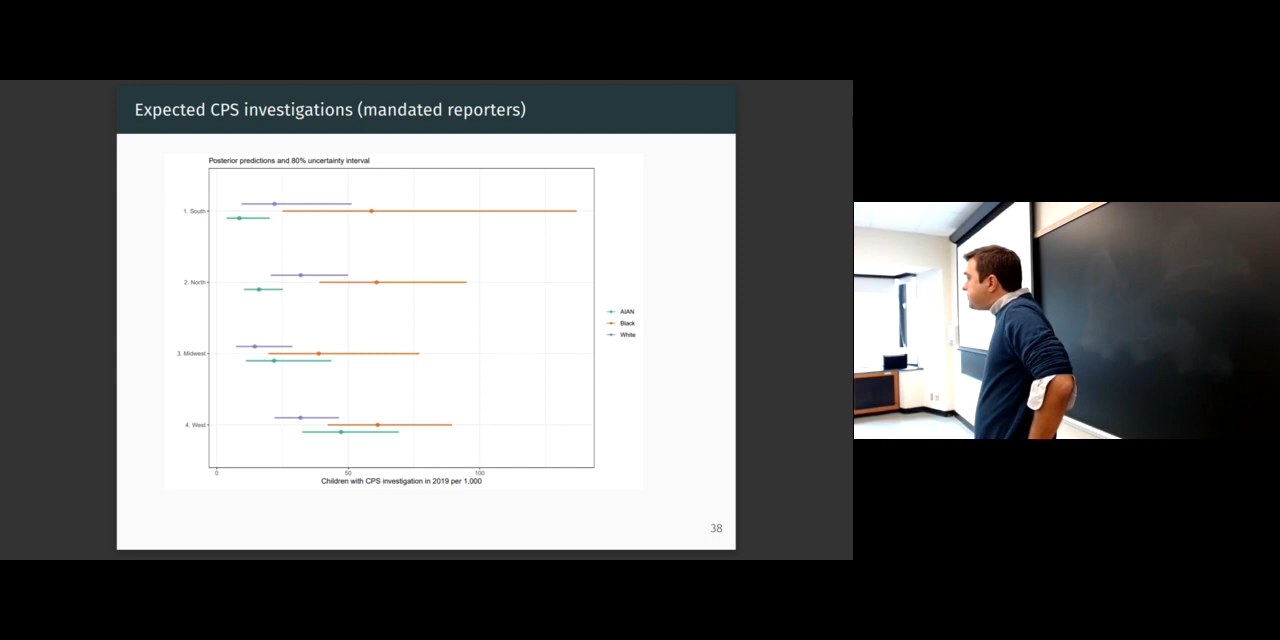 Expected CPS investigations (mandated reporters)
Posterior predictions and 80% uncertainty interval
1. South
2. North
3. Midwest
4. West
AIAN
Black
White
0
50
100
Children with CPS investigation in 2019 per 1,000
38